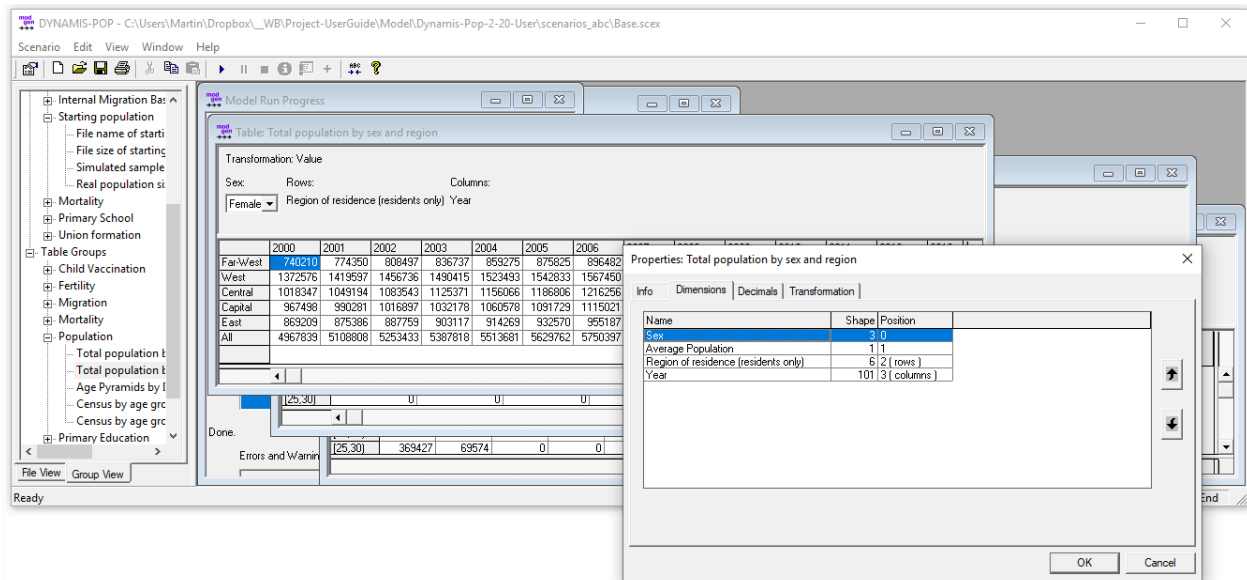 DYNAMIS-POP - C:\Users\Martin\Dropbox\__WB\Project-UserGuide\Model\Dynamis-Pop-2-20-User\scenarios_abc\Base.scex
Scenario Edit View Window Help
Internal Migration Bas
Starting population
File name of starti
File size of starting
Simulated sample
Real population si
Mortality
Primary School
Union formation
Table Groups
Child Vaccination
Fertility
Migration
Mortality
Population
Total population b
Total population b
Age Pyramids by D
Census by age grc
Census by age grc
Primary Education
File View Group View
Ready
Model Run Progress
Table: Total population by sex and region
Transformation: Value
Sex: Rows: Columns:
Female Region of residence (residents only) Year
2000 2001 2002 2003 2004 2005 2006
Far-West 740210 774350 808497 836737 859275 875825 896482
West 1372576 1419597 1456736 1490415 1523493 1542833 1567450
Central 1018347 1049194 1083543 1125371 1156066 1186806 1216256
Capital 967498 990281 1016897 1032178 1060578 1091729 1115021
East 869209 875386 887759 903117 914269 932570 955187
All 4967839 5108808 5253433 5387818 5513681 5629762 5750397
[25,30) 0 0 0
Done.
[25,30) 369427 69574 0 0
Errors and Warnin
Properties: Total population by sex and region
Info Dimensions Decimals Transformation
Name Shape Position
Sex 3 0
Average Population 1 1
Region of residence (residents only) 6 2 ( rows )
Year 101 3 ( columns )
OK Cancel
End